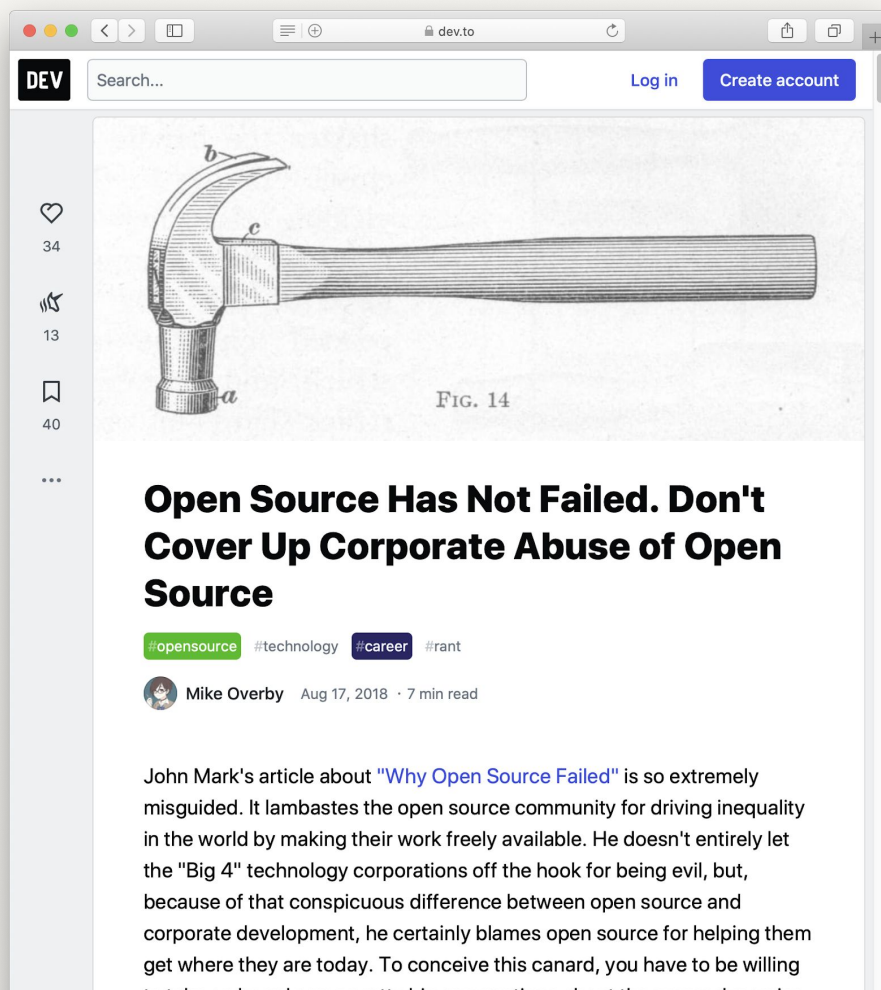 dev.to
DEV
Search...
Log in
Create account
b
c
a
FIG. 14
34
13
40
Open Source Has Not Failed. Don't
Cover Up Corporate Abuse of Open
Source
#opensource #technology #career #rant
Mike Overby Aug 17, 2018 · 7 min read
John Mark's article about "Why Open Source Failed" is so extremely
misguided. It lambastes the open source community for driving inequality
in the world by making their work freely available. He doesn't entirely let
the "Big 4" technology corporations off the hook for being evil, but,
because of that conspicuous difference between open source and
corporate development, he certainly blames open source for helping them
get where they are today. To conceive this canard, you have to be willing